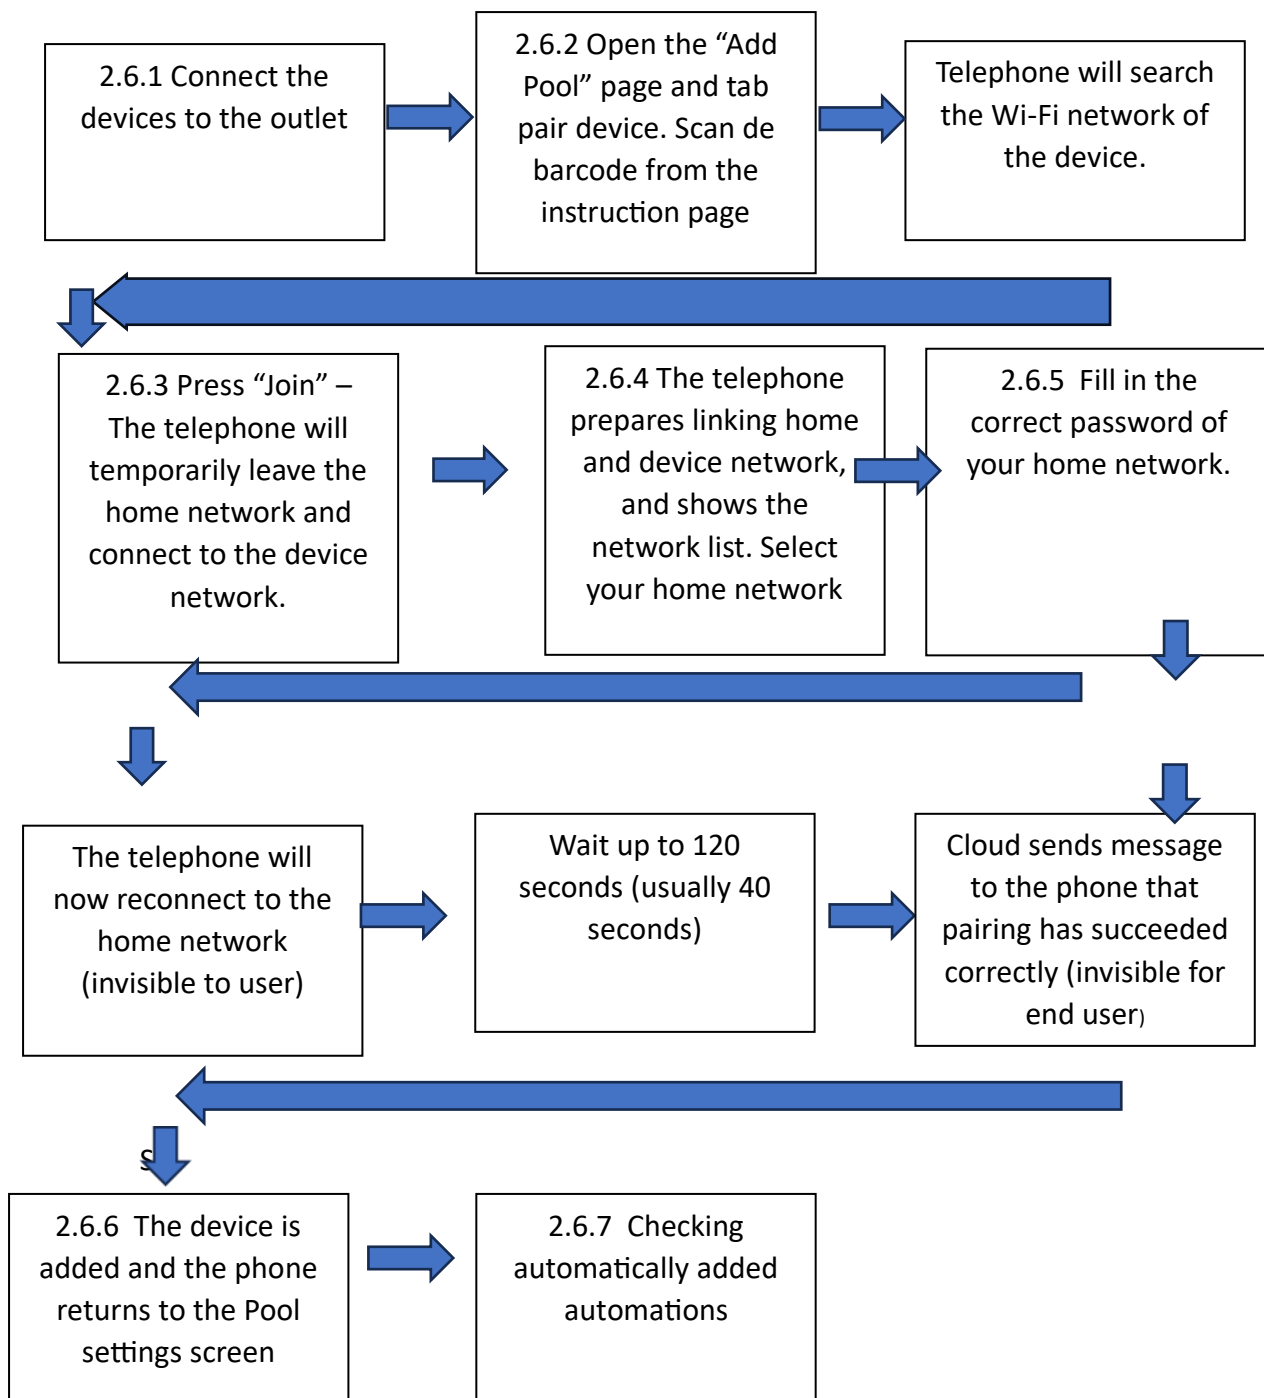 2.6.1 Connect the
devices to the outlet
2.6.2 Open the “Add
Pool” page and tab
pair device. Scan de
barcode from the
instruction page
Telephone will search
the Wi-Fi network of
the device.
2.6.3 Press “Join” –
The telephone will
temporarily leave the
home network and
connect to the device
network.
2.6.4 The telephone
prepares linking home
and device network,
and shows the
network list. Select
your home network
2.6.5  Fill in the
correct password of
your home network.
The telephone will
now reconnect to the
home network
(invisible to user)
Wait up to 120
seconds (usually 40
seconds)
Cloud sends message
to the phone that
pairing has succeeded
correctly (invisible for
end user)
2.6.6  The device is
added and the phone
returns to the Pool
settings screen
2.6.7  Checking
automatically added
automations